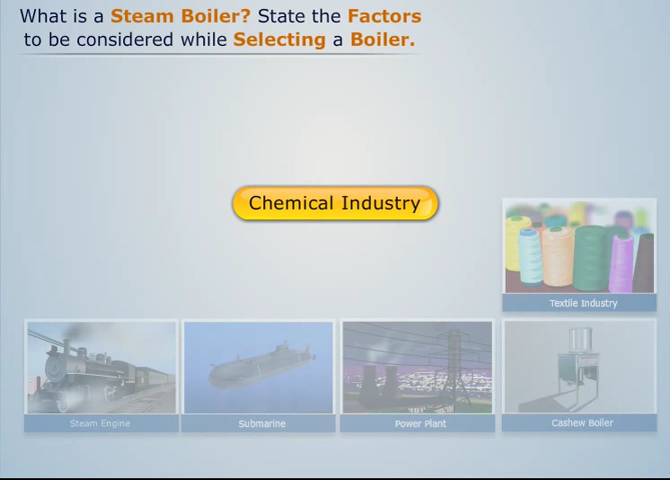 What is a Steam Boiler? State the Factors
to be considered while Selecting a Boiler.
Chemical Industry
Textile Industry
Steam Engine
Submarine
Power Plant
Cashew Boiler